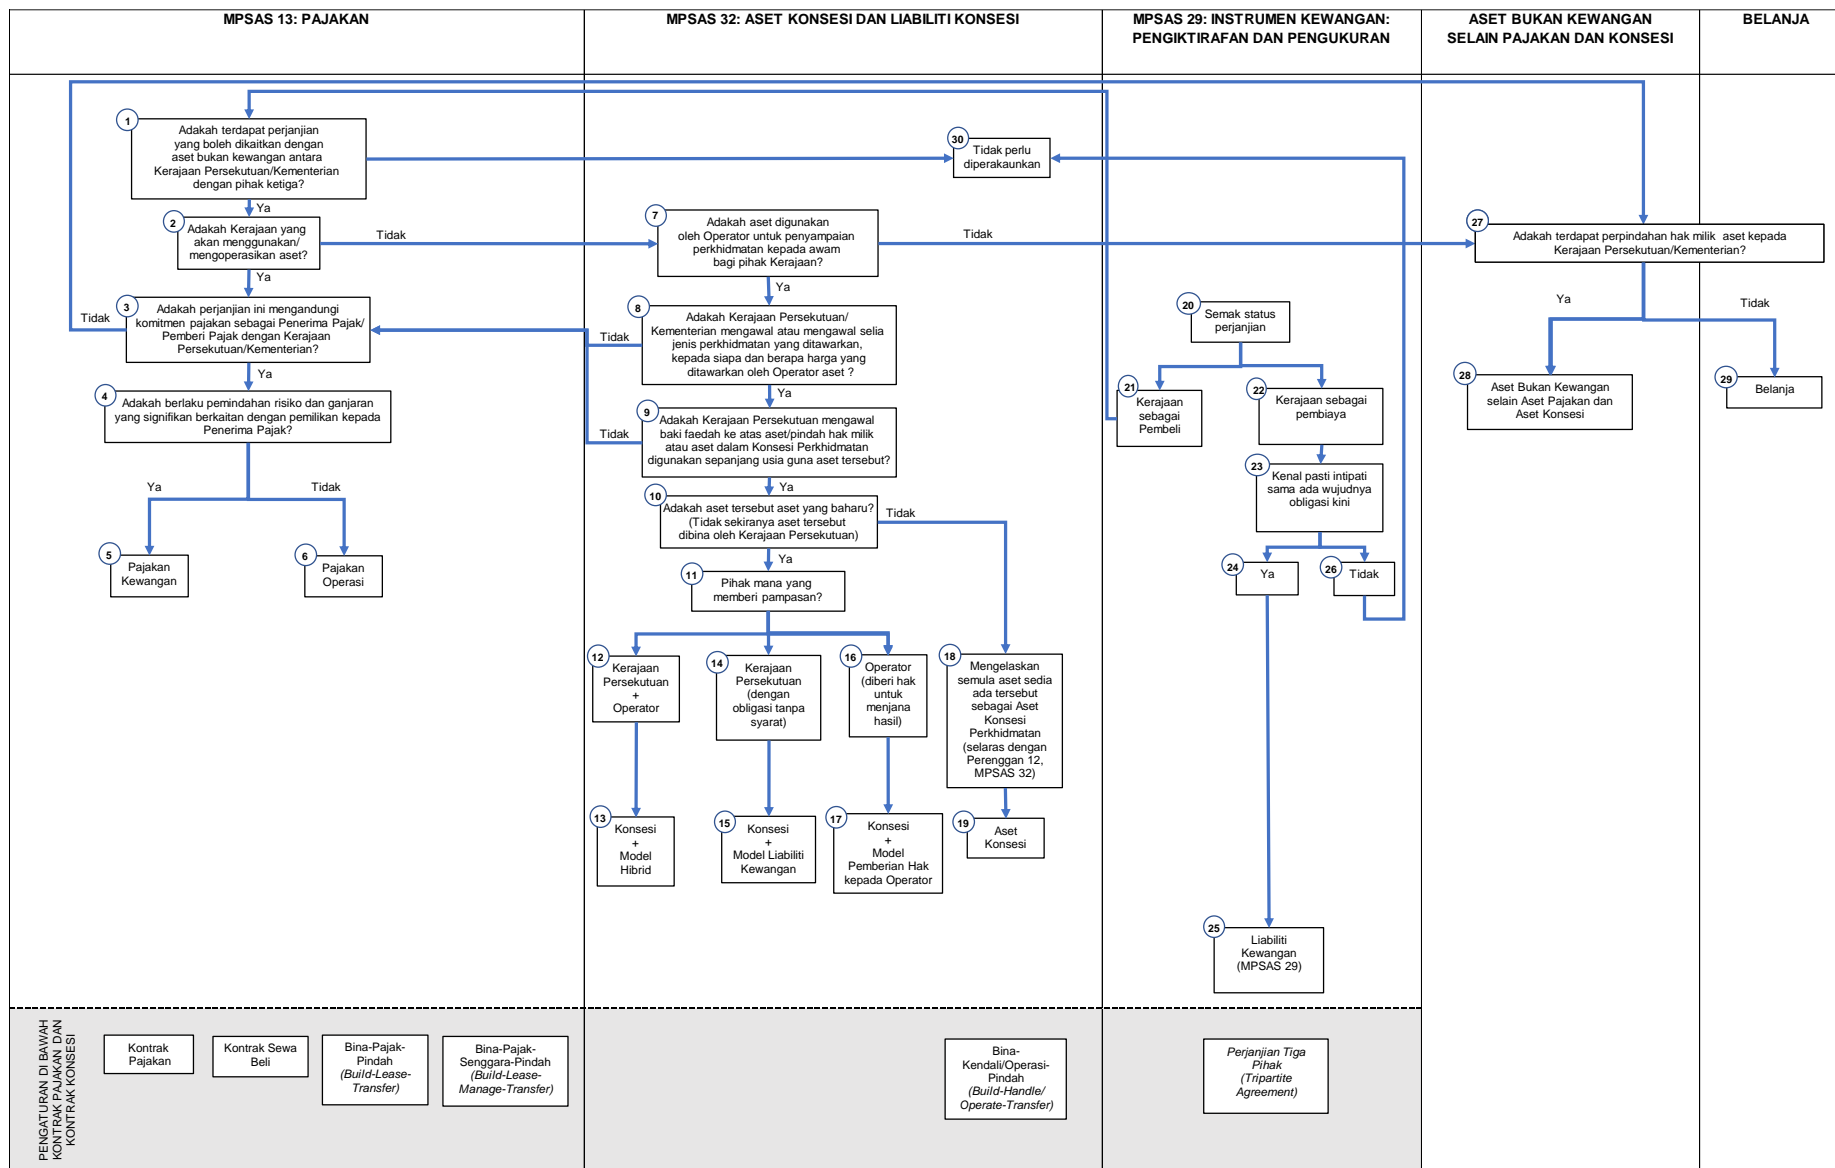 MPSAS 13: PAJAKAN
MPSAS 32: ASET KONSESI DAN LIABILITI KONSESI
MPSAS 29: INSTRUMEN KEWANGAN:
PENGIKTIRAFAN DAN PENGUKURAN
ASET BUKAN KEWANGAN
SELAIN PAJAKAN DAN KONSESI
BELANJA
1
Adakah terdapat perjanjian
yang boleh dikaitkan dengan
aset bukan kewangan antara
Kerajaan Persekutuan/Kementerian
dengan pihak ketiga?
Ya
2
Adakah Kerajaan yang
akan menggunakan/
mengoperasikan aset?
Tidak
Ya
3
Adakah perjanjian ini mengandungi
komitmen pajakan sebagai Penerima Pajak/
Pemberi Pajak dengan Kerajaan
Persekutuan/Kementerian?
Tidak
Ya
4
Adakah berlaku pemindahan risiko dan ganjaran
yang signifikan berkaitan dengan pemilikan kepada
Penerima Pajak?
Ya
Tidak
5
Pajakan
Kewangan
6
Pajakan
Operasi
30
Tidak perlu
diperakaunkan
7
Adakah aset digunakan
oleh Operator untuk penyampaian
perkhidmatan kepada awam
bagi pihak Kerajaan?
Tidak
Ya
8
Adakah Kerajaan Persekutuan/
Kementerian mengawal atau mengawal selia
jenis perkhidmatan yang ditawarkan,
kepada siapa dan berapa harga yang
ditawarkan oleh Operator aset ?
Tidak
Ya
9
Adakah Kerajaan Persekutuan mengawal
baki faedah ke atas aset/pindah hak milik
atau aset dalam Konsesi Perkhidmatan
digunakan sepanjang usia guna aset tersebut?
Tidak
Ya
10
Adakah aset tersebut aset yang baharu?
(Tidak sekiranya aset tersebut
dibina oleh Kerajaan Persekutuan)
Tidak
Ya
11
Pihak mana yang
memberi pampasan?
12
Kerajaan
Persekutuan
+
Operator
14
Kerajaan
Persekutuan
(dengan
obligasi tanpa
syarat)
16
Operator
(diberi hak
untuk
menjana
hasil)
18
Mengelaskan
semula aset sedia
ada tersebut
sebagai Aset
Konsesi
Perkhidmatan
(selaras dengan
Perenggan 12,
MPSAS 32)
13
Konsesi
+
Model
Hibrid
15
Konsesi
+
Model Liabiliti
Kewangan
17
Konsesi
+
Model
Pemberian Hak
kepada Operator
19
Aset
Konsesi
20
Semak status
perjanjian
21
Kerajaan
sebagai
Pembeli
22
Kerajaan sebagai
pembiaya
23
Kenal pasti intipati
sama ada wujudnya
obligasi kini
24
Ya
26
Tidak
25
Liabiliti
Kewangan
(MPSAS 29)
27
Adakah terdapat perpindahan hak milik aset kepada
Kerajaan Persekutuan/Kementerian?
Ya
Tidak
28
Aset Bukan Kewangan
selain Aset Pajakan dan
Aset Konsesi
29
Belanja
PENGATURAN DI BAWAH
KONTRAK PAJAKAN DAN
KONTRAK KONSESI
Kontrak
Pajakan
Kontrak Sewa
Beli
Bina-Pajak-
Pindah
(Build-Lease-
Transfer)
Bina-Pajak-
Senggara-Pindah
(Build-Lease-
Manage-Transfer)
Bina-
Kendali/Operasi-
Pindah
(Build-Handle/
Operate-Transfer)
Perjanjian Tiga
Pihak
(Tripartite
Agreement)